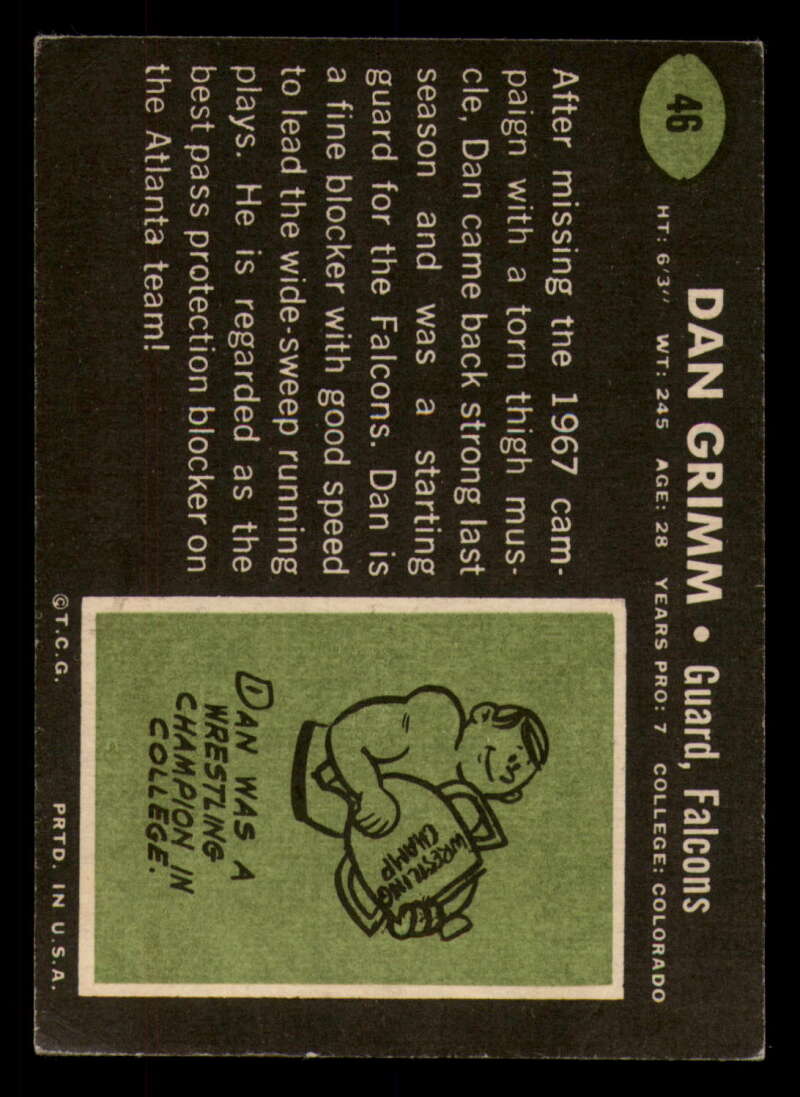 46
DAN GRIMM • Guard, Falcons
HT: 6'3" WT: 245 AGE: 28 YEARS PRO: 7 COLLEGE: COLORADO
After missing the 1967 cam-
paign with a torn thigh mus-
cle, Dan came back strong last
season and was a starting
guard for the Falcons. Dan is
a fine blocker with good speed
to lead the wide-sweep running
plays. He is regarded as the
best pass protection blocker on
the Atlanta team!
WRESTLING
CHAMP
DAN WAS A
WRESTLING
CHAMPION IN
COLLEGE.
©T.C.G. PRTD. IN U.S.A.